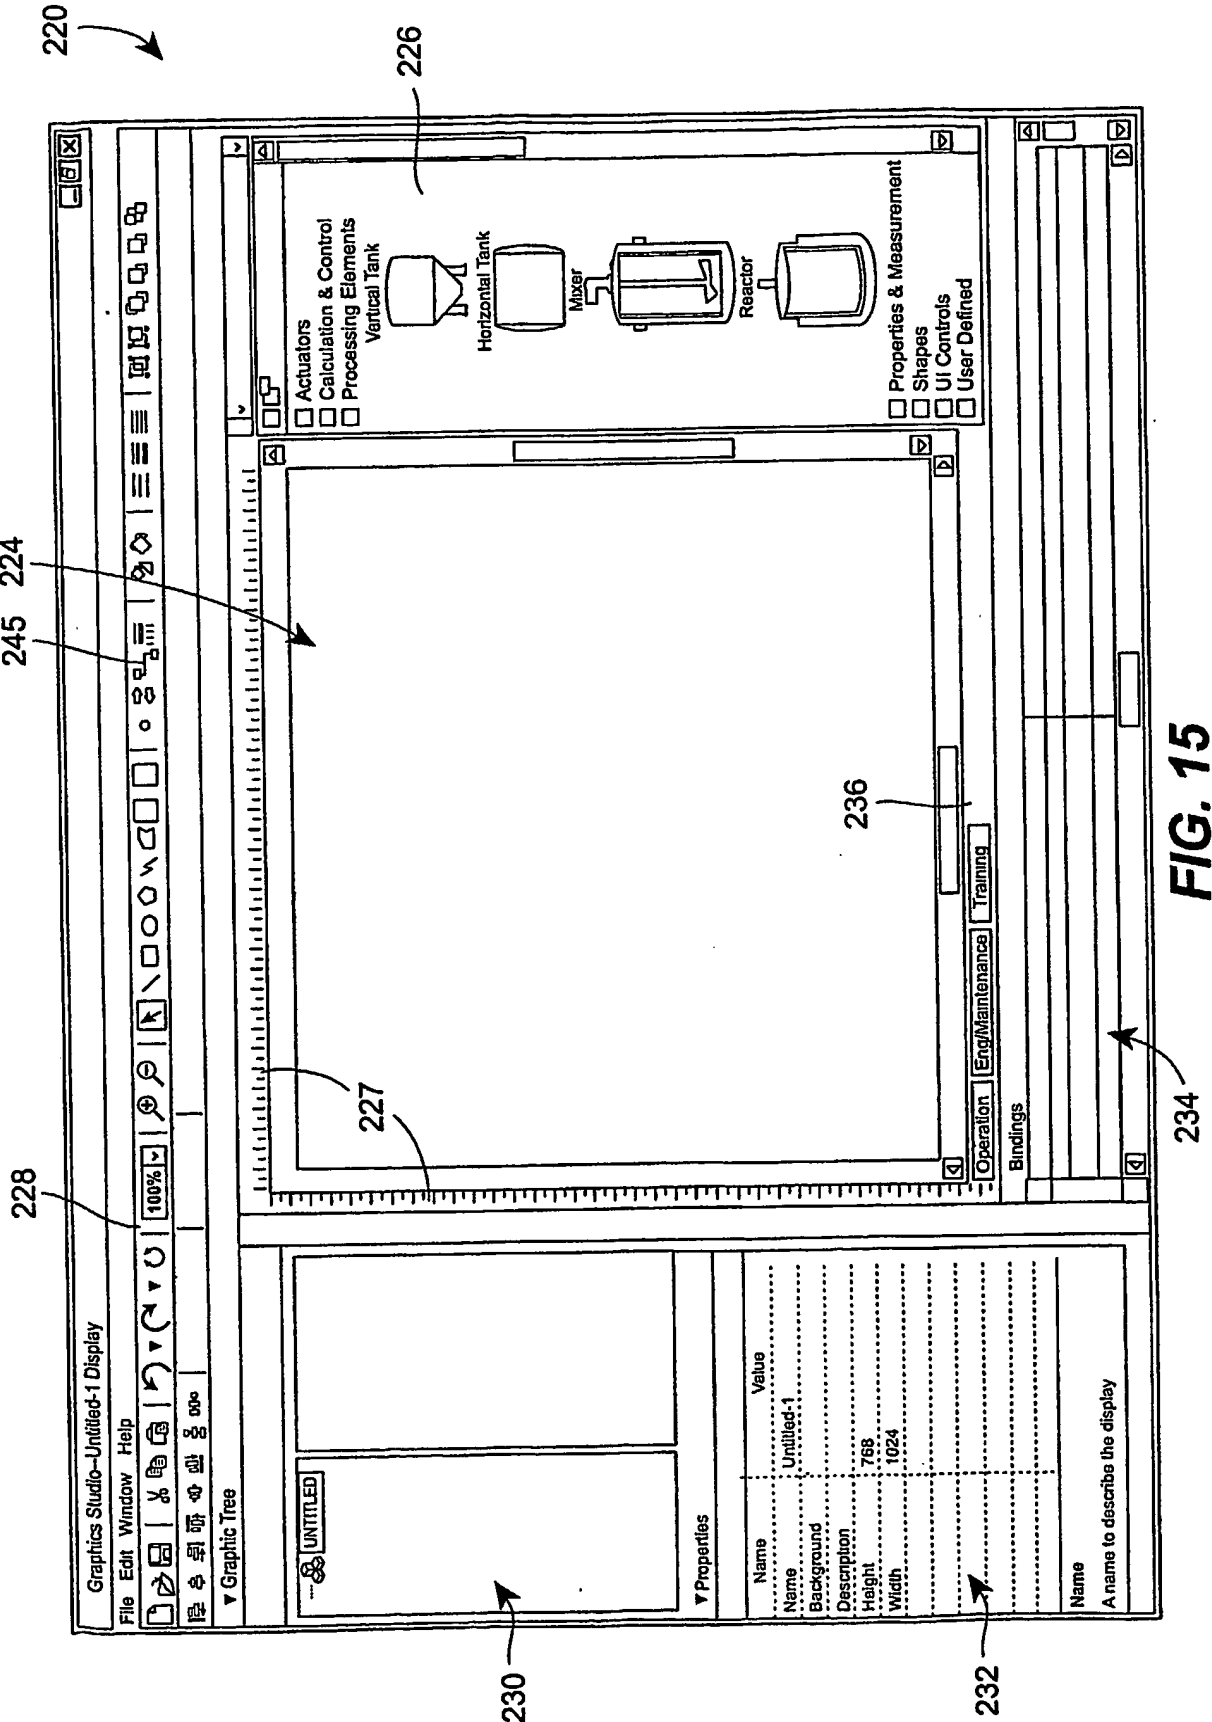 220
Graphics Studio--Untitled-1 Display
File Edit Window Help
228
245
224
100%
▾ Graphic Tree
UNTITLED
230
227
226
Actuators
Calculation & Control
Processing Elements
Vertical Tank
Horizontal Tank
Mixer
Reactor
Properties & Measurement
Shapes
UI Controls
User Defined
▾ Properties
Name Value
Name Untitled-1
Background
Description
Height 768
Width 1024
232
Name
A name to describe the display
236
Operation Eng/Maintenance Training
Bindings
234
FIG. 15